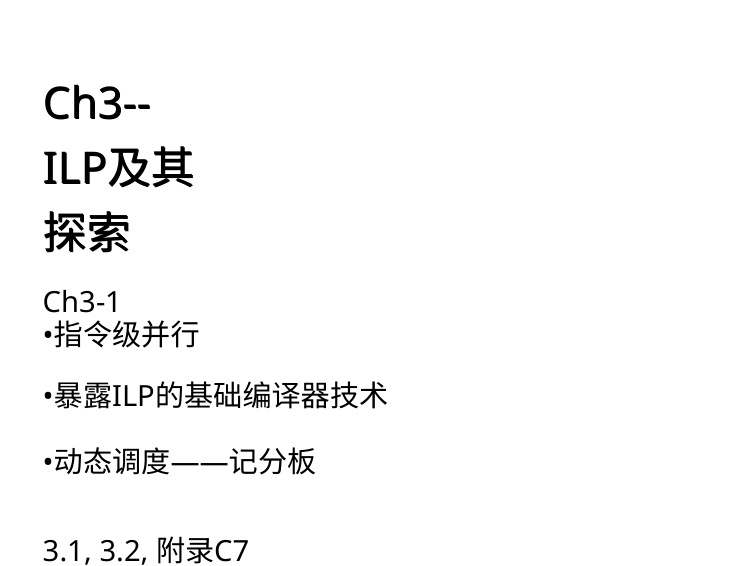 Ch3--
ILP及其
探索
Ch3-1
•指令级并行
•暴露ILP的基础编译器技术
•动态调度——记分板
3.1, 3.2, 附录C7